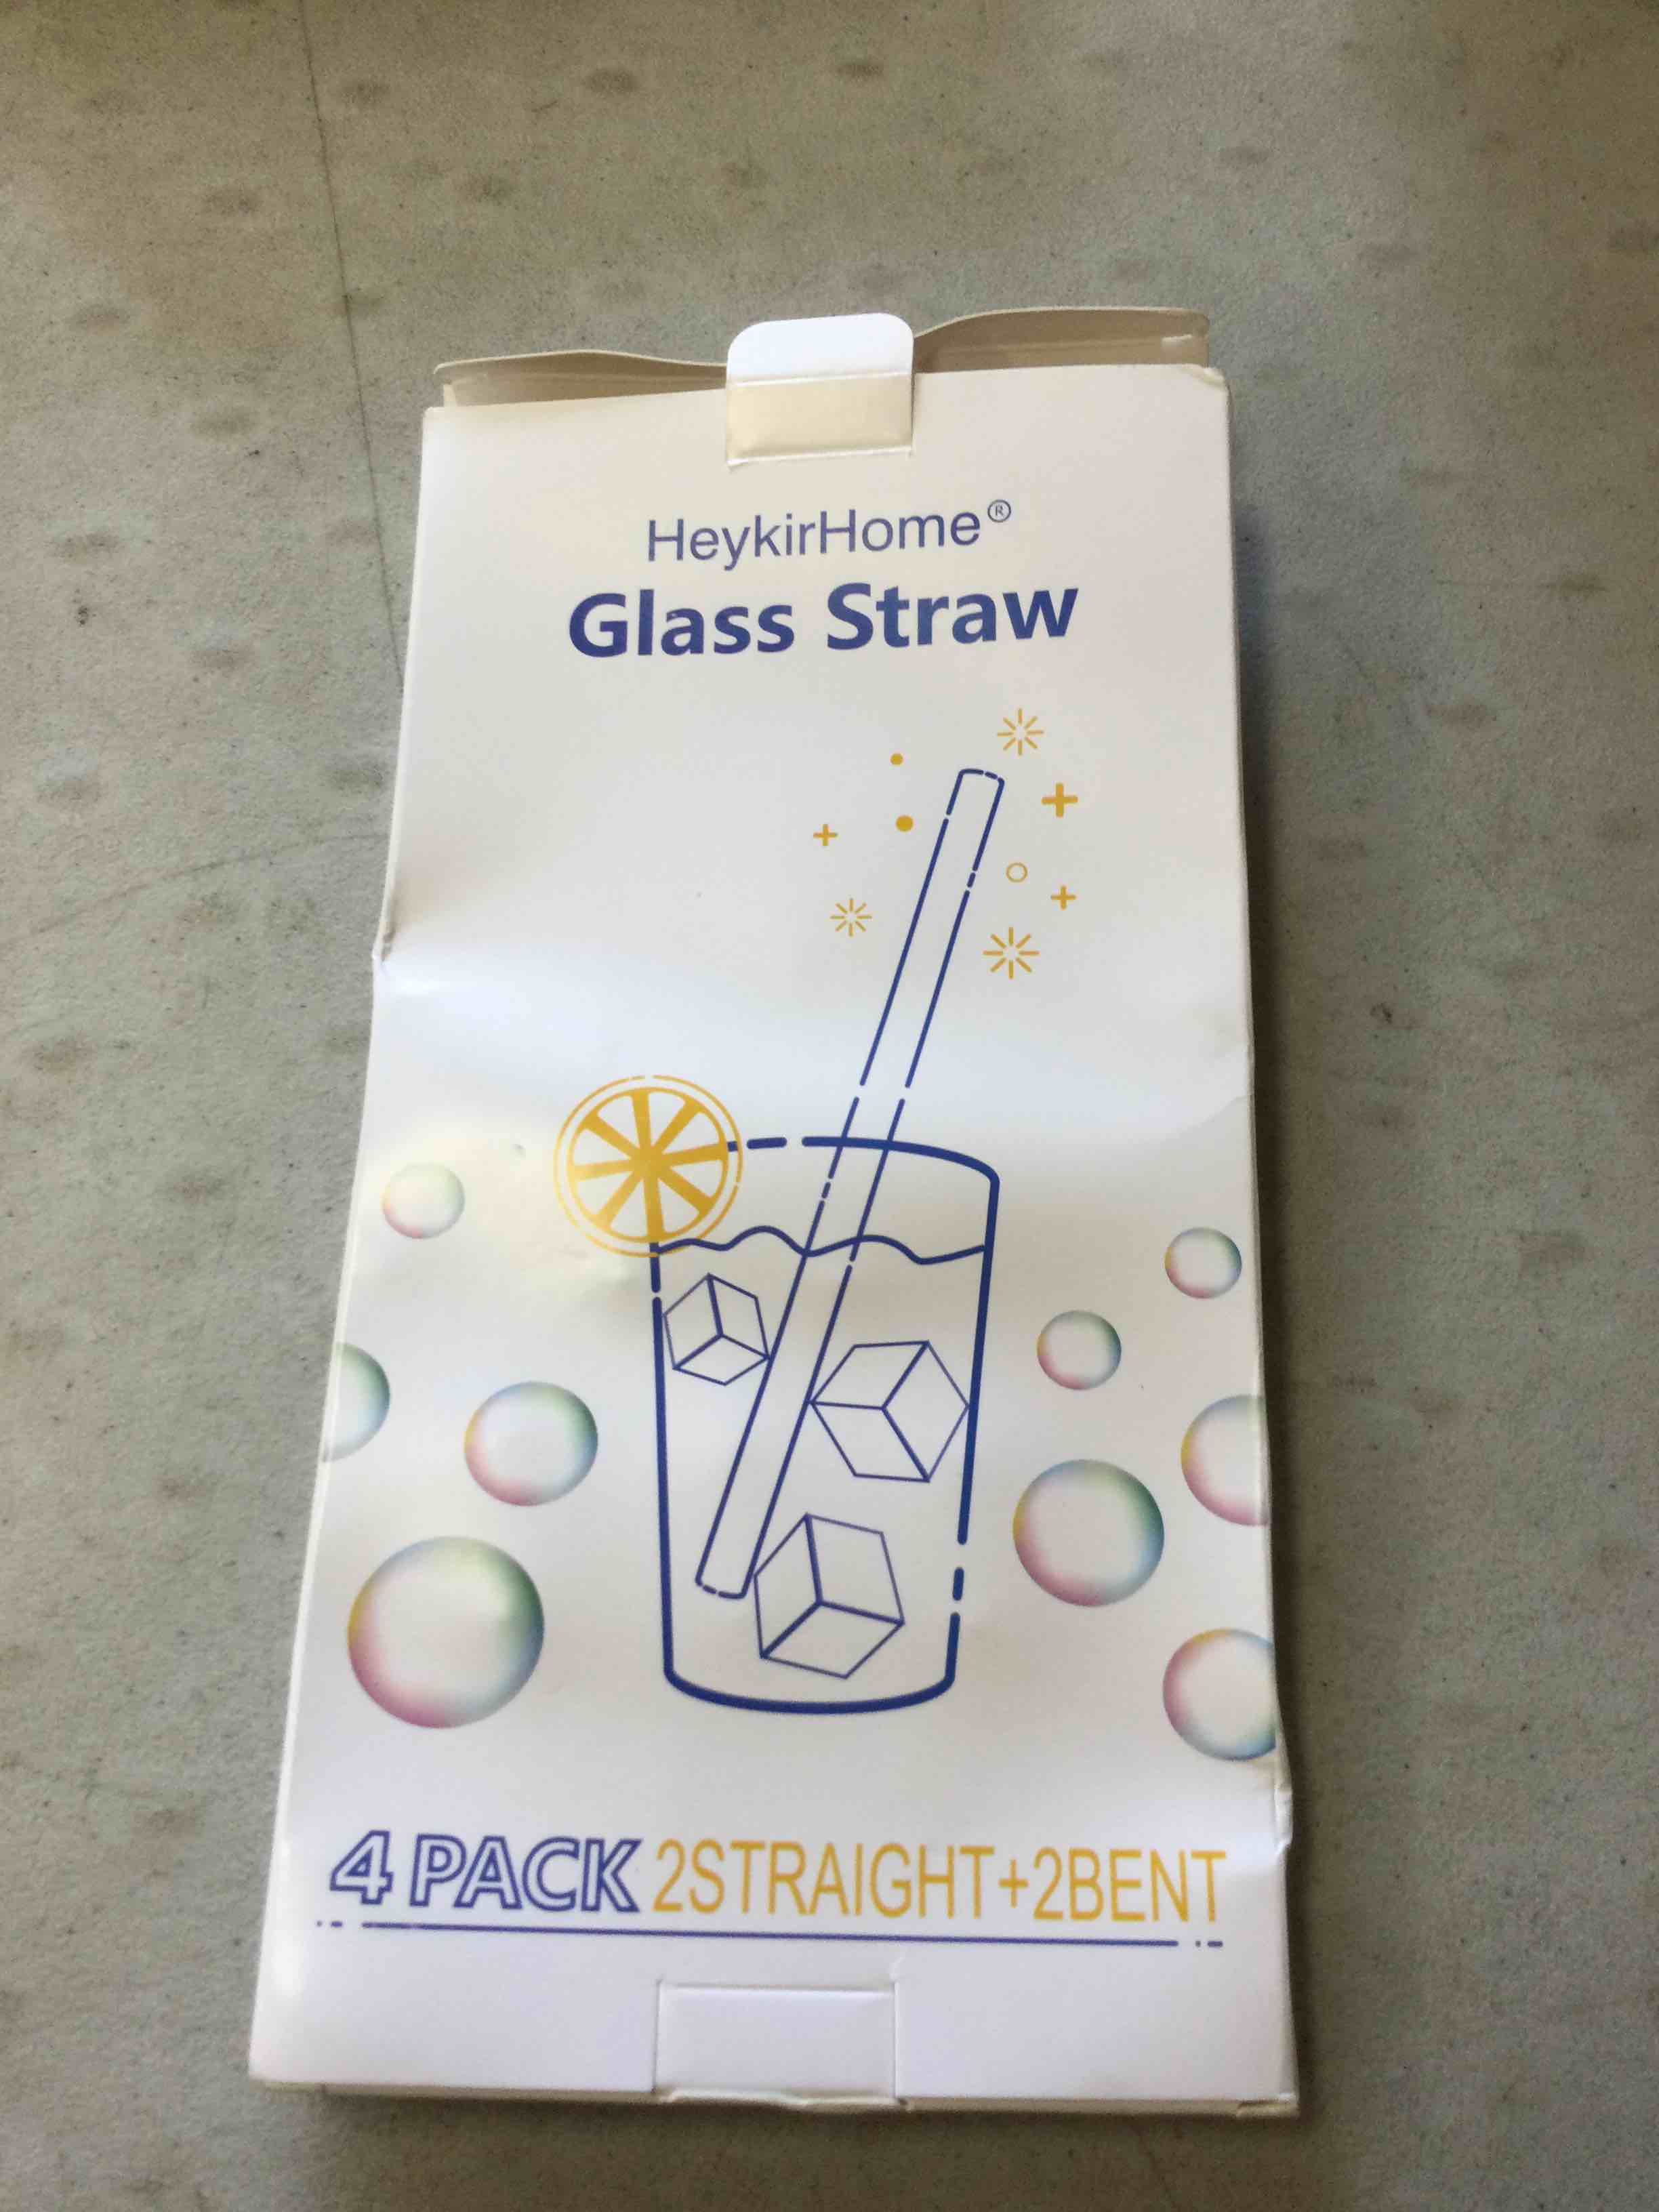 HeykirHome®
Glass Straw
4 PACK 2STRAIGHT+2BENT